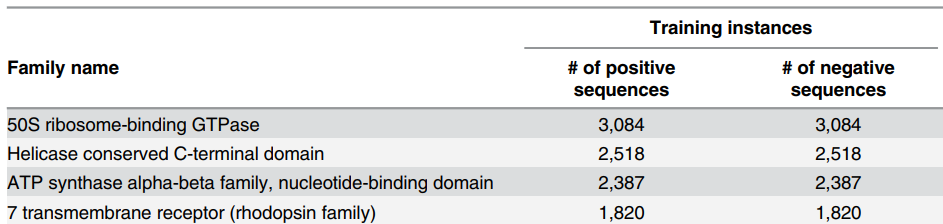 Training instances
Family name # of positive sequences # of negative sequences
50S ribosome-binding GTPase 3,084 3,084
Helicase conserved C-terminal domain 2,518 2,518
ATP synthase alpha-beta family, nucleotide-binding domain 2,387 2,387
7 transmembrane receptor (rhodopsin family) 1,820 1,820